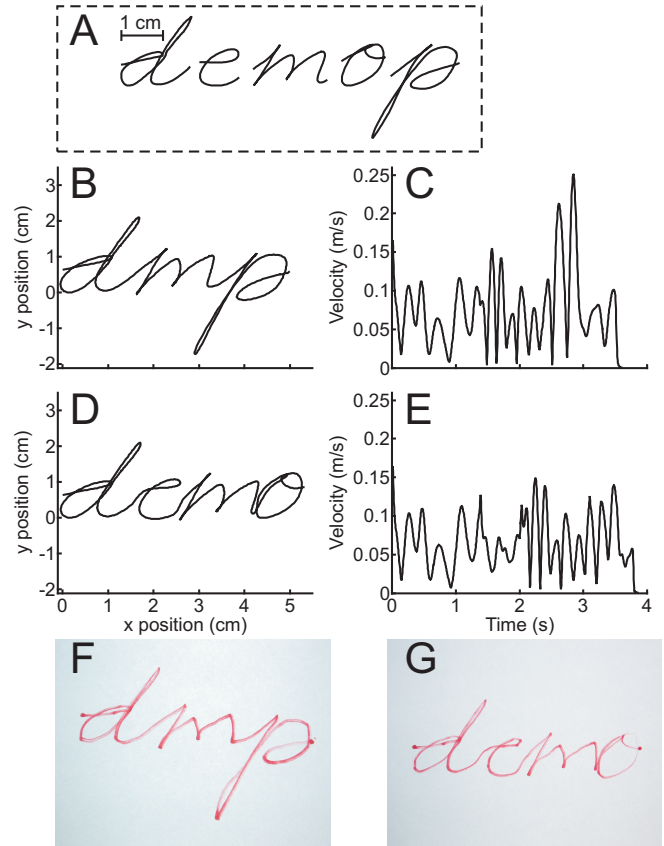 A
1 cm
demop
B
C
3
2
1
0
-1
-2
y position (cm)
dmp
0.25
0.2
0.15
0.1
0.05
0
Velocity (m/s)
D
E
3
2
1
0
-1
-2
y position (cm)
demo
0 1 2 3 4 5
x position (cm)
0.25
0.2
0.15
0.1
0.05
0
Velocity (m/s)
0 1 2 3 4
Time (s)
F
G
dmp
demo